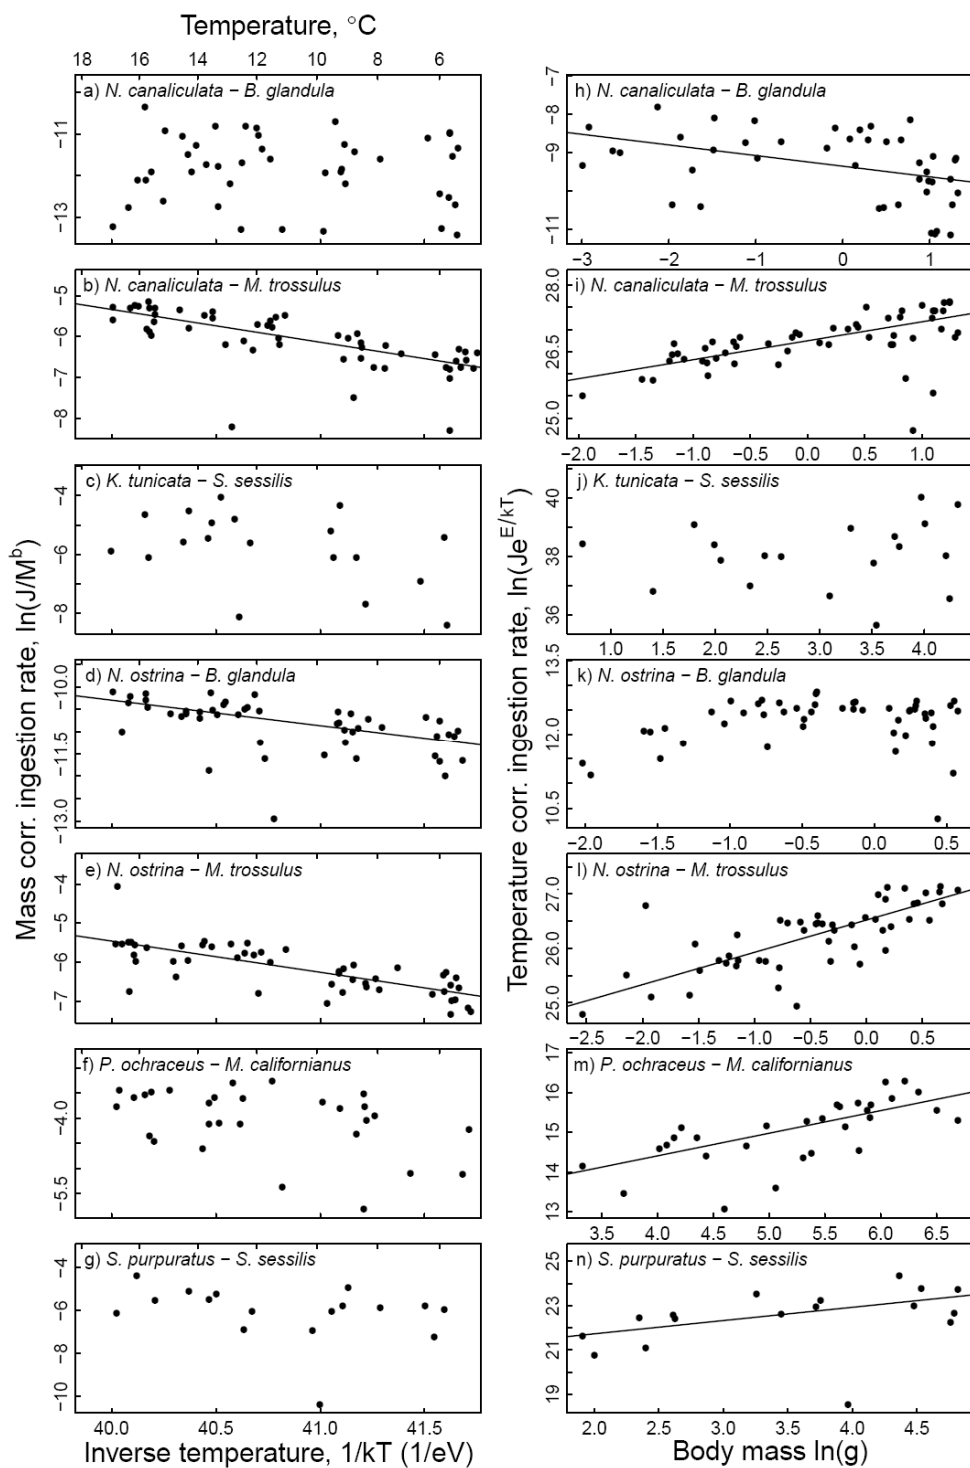 Temperature, °C
18 16 14 12 10 8 6
a) N. canaliculata – B. glandula
−11
−13
b) N. canaliculata – M. trossulus
−5
−6
−7
−8
c) K. tunicata – S. sessilis
−4
−6
−8
d) N. ostrina – B. glandula
−10.0
−11.5
−13.0
e) N. ostrina – M. trossulus
−4
−5
−6
−7
f) P. ochraceus – M. californianus
−4.0
−5.5
g) S. purpuratus – S. sessilis
−4
−6
−8
−10
40.0 40.5 41.0 41.5
Inverse temperature, 1/kT (1/eV)
Mass corr. ingestion rate, ln(J/M^b)
h) N. canaliculata – B. glandula
−7
−8
−9
−11
−3 −2 −1 0 1
i) N. canaliculata – M. trossulus
28.0
26.5
25.0
−2.0 −1.5 −1.0 −0.5 0.0 0.5 1.0
j) K. tunicata – S. sessilis
40
38
36
1.0 1.5 2.0 2.5 3.0 3.5 4.0
k) N. ostrina – B. glandula
13.5
12.0
10.5
−2.0 −1.5 −1.0 −0.5 0.0 0.5
l) N. ostrina – M. trossulus
27.0
26.0
25.0
−2.5 −2.0 −1.5 −1.0 −0.5 0.0 0.5
m) P. ochraceus – M. californianus
17
16
15
14
13
3.5 4.0 4.5 5.0 5.5 6.0 6.5
n) S. purpuratus – S. sessilis
25
23
21
19
2.0 2.5 3.0 3.5 4.0 4.5
Body mass ln(g)
Temperature corr. ingestion rate, ln(Je^E/kT)